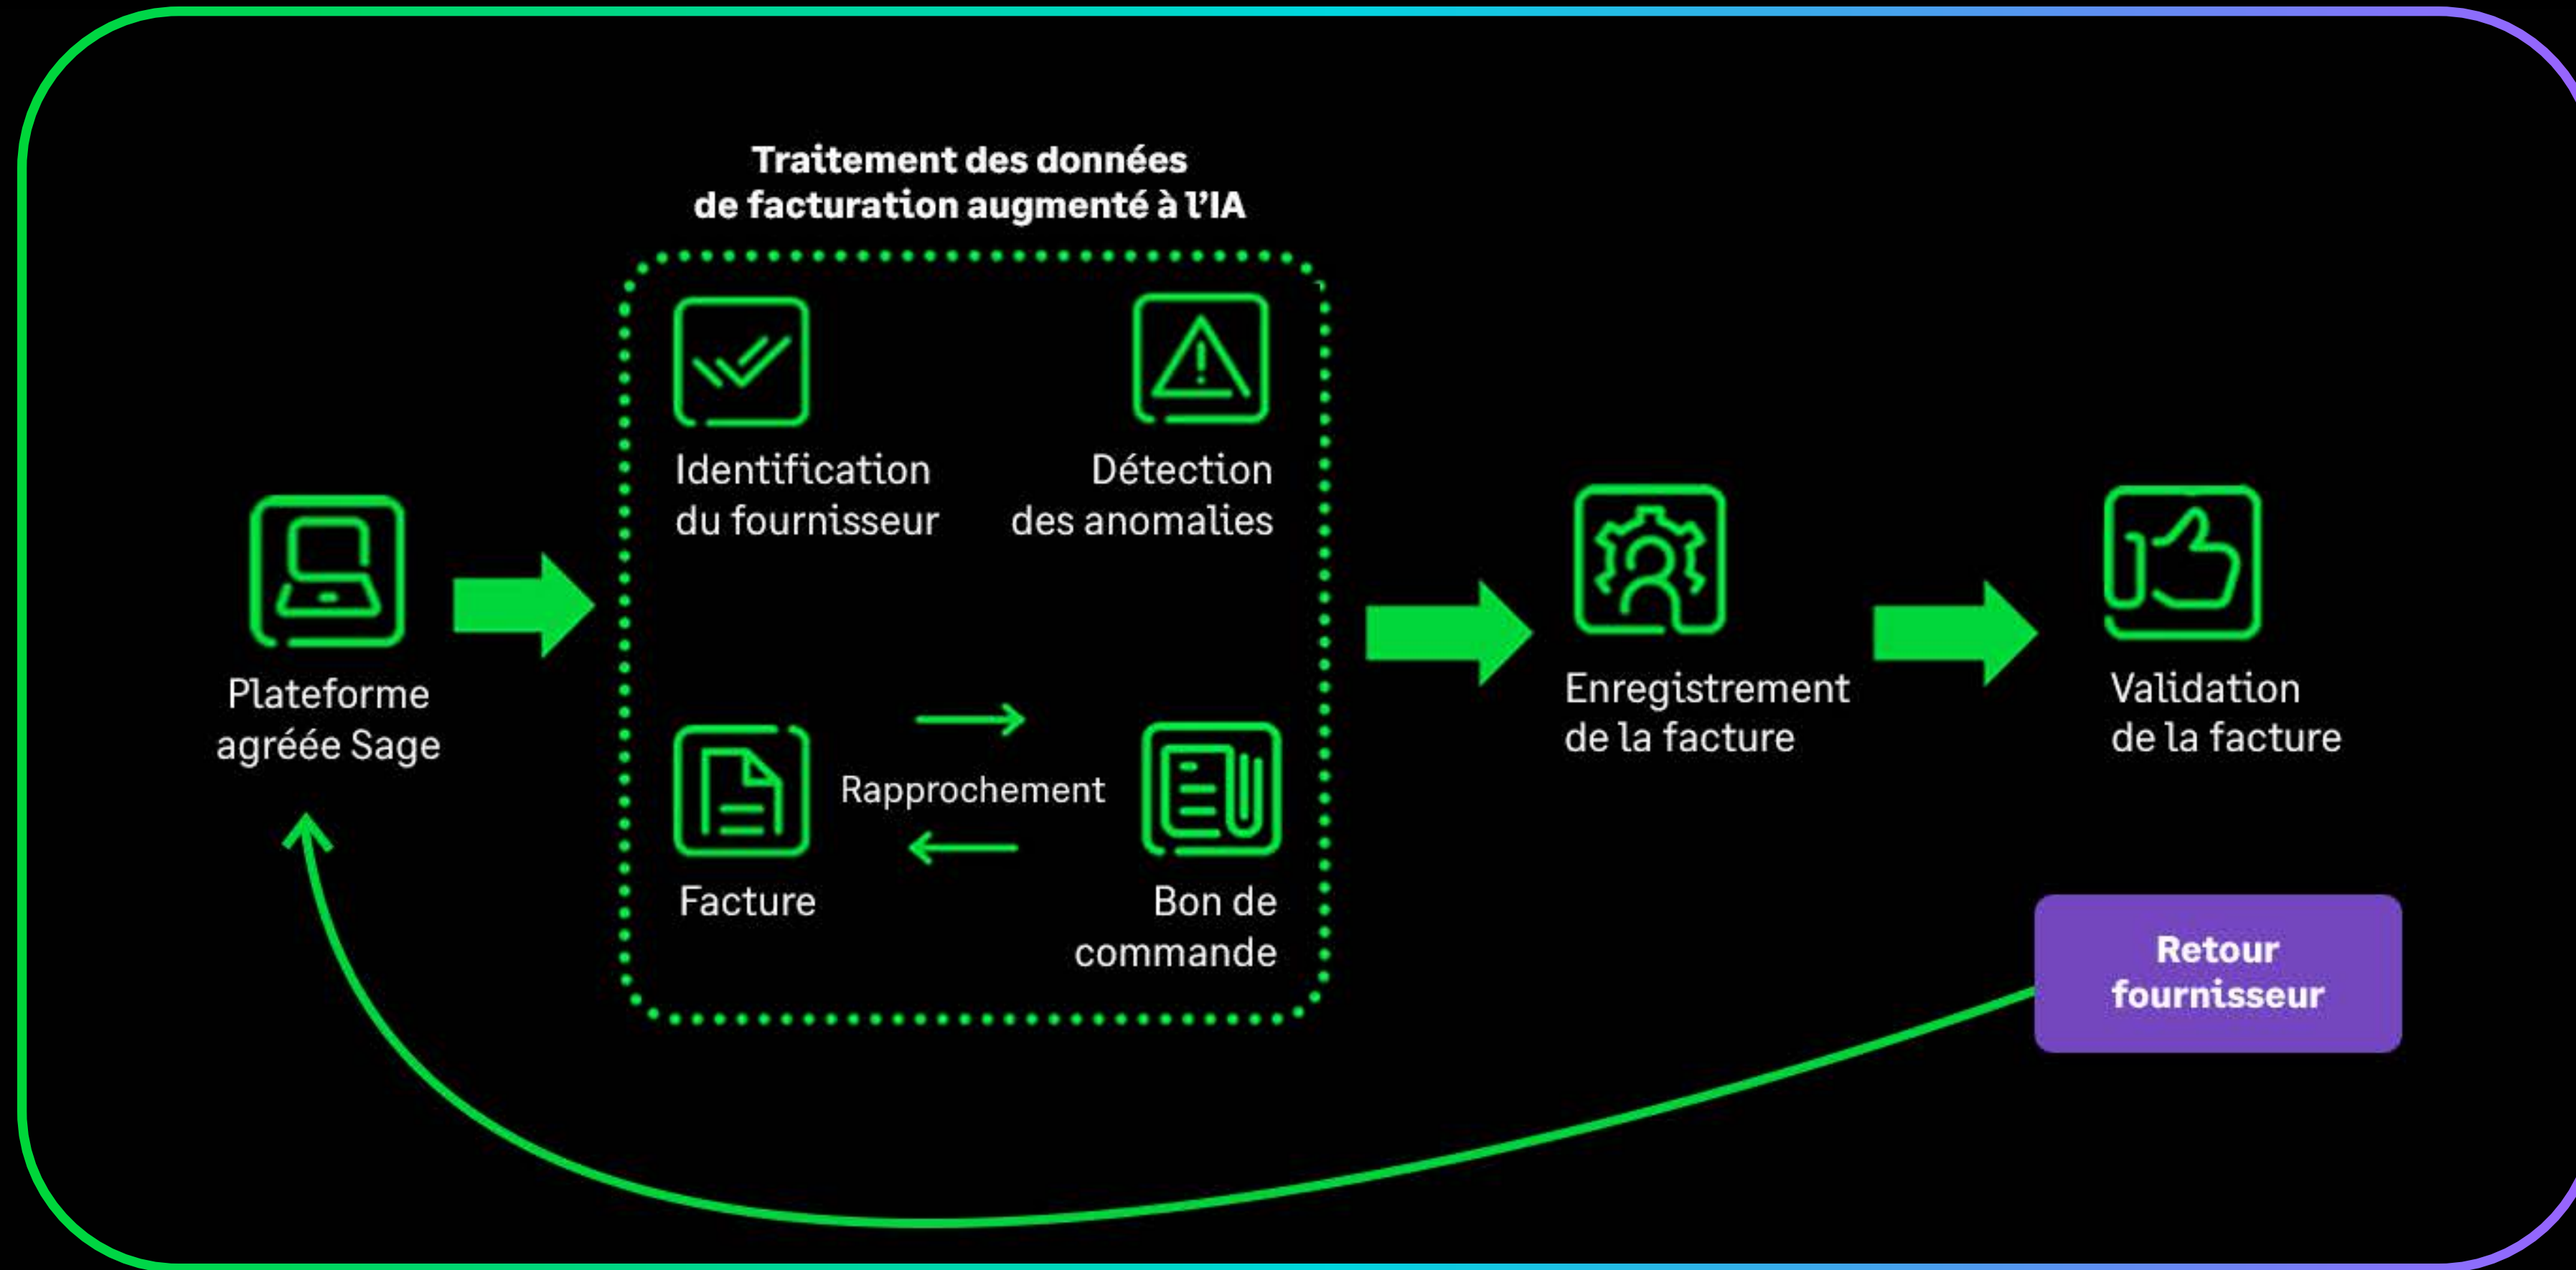 Traitement des données
de facturation augmenté à l'IA
Identification
du fournisseur
Détection
des anomalies
Plateforme
agréée Sage
Facture
Rapprochement
Bon de
commande
Enregistrement
de la facture
Validation
de la facture
Retour
fournisseur